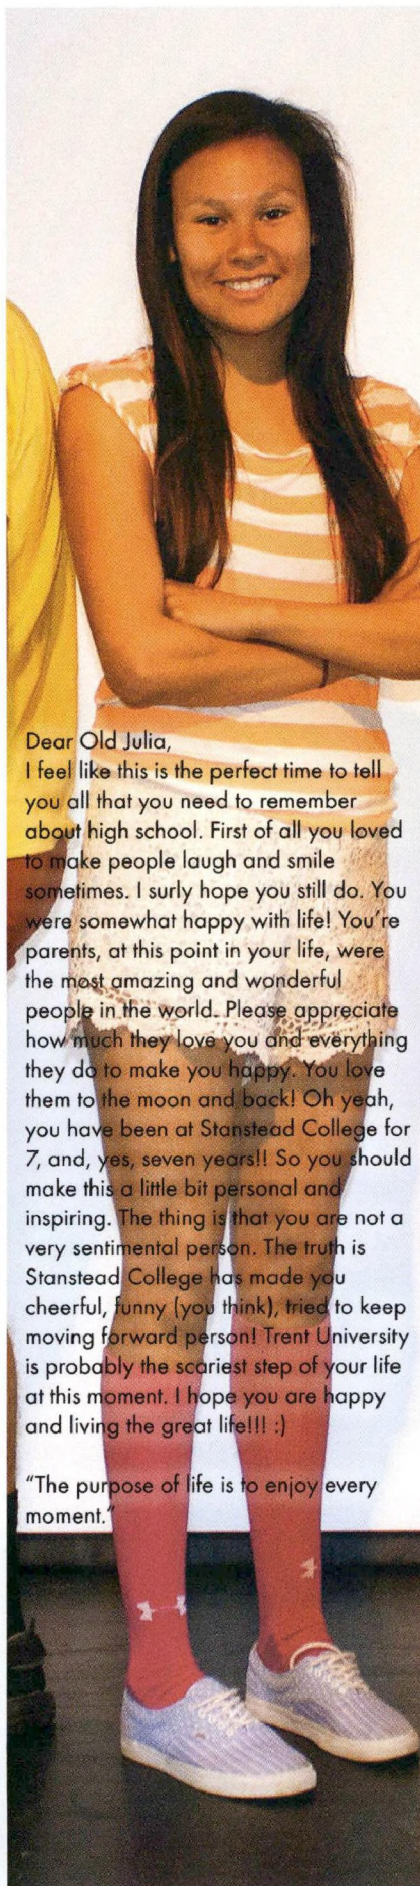 Dear Old Julia,
I feel like this is the perfect time to tell
you all that you need to remember
about high school. First of all you loved
to make people laugh and smile
sometimes. I surly hope you still do. You
were somewhat happy with life! You're
parents, at this point in your life, were
the most amazing and wonderful
people in the world. Please appreciate
how much they love you and everything
they do to make you happy. You love
them to the moon and back! Oh yeah,
you have been at Stanstead College for
7, and, yes, seven years!! So you should
make this a little bit personal and
inspiring. The thing is that you are not a
very sentimental person. The truth is
Stanstead College has made you
cheerful, funny (you think), tried to keep
moving forward person! Trent University
is probably the scariest step of your life
at this moment. I hope you are happy
and living the great life!!! :)
"The purpose of life is to enjoy every
moment."